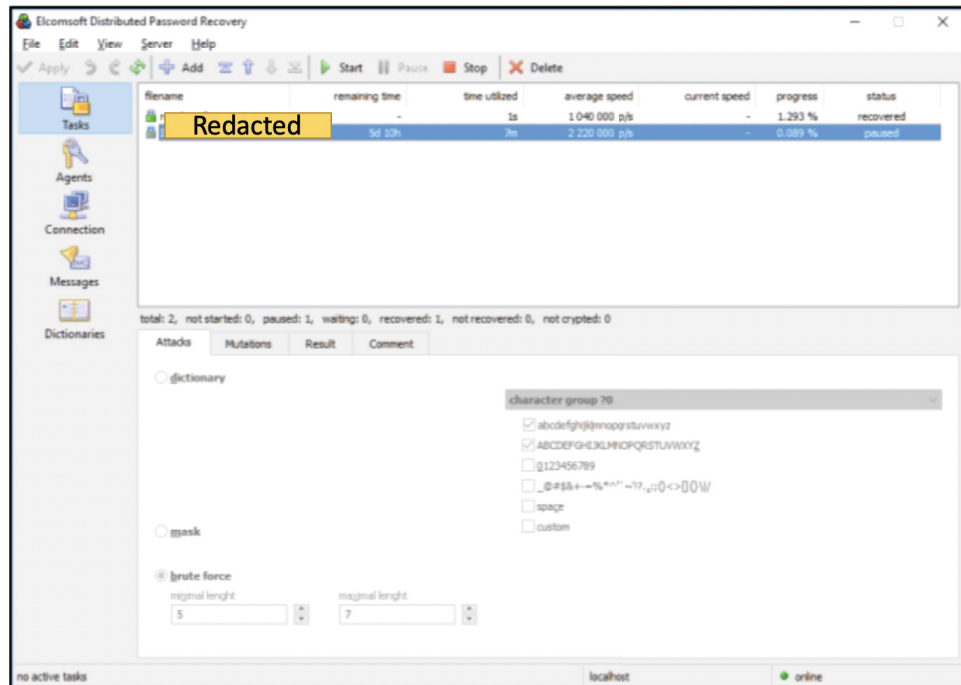 Elcomsoft Distributed Password Recovery
File Edit View Server Help
Apply Add Start Pause Stop Delete
filename remaining time time utilized average speed current speed progress status
Redacted - 1s 1 040 000 p/s - 1.293 % recovered
5d 10h 7m 2 220 000 p/s - 0.089 % paused
Tasks
Agents
Connection
Messages
Dictionaries
total: 2, not started: 0, paused: 1, waiting: 0, recovered: 1, not recovered: 0, not crypted: 0
Attacks Mutations Result Comment
dictionary
character group ?0
abcdefghijklmnopqrstuvwxyz
ABCDEFGHIJKLMNOPQRSTUVWXYZ
0123456789
space
custom
mask
brute force
minimal lenght maximal lenght
5 7
no active tasks localhost online